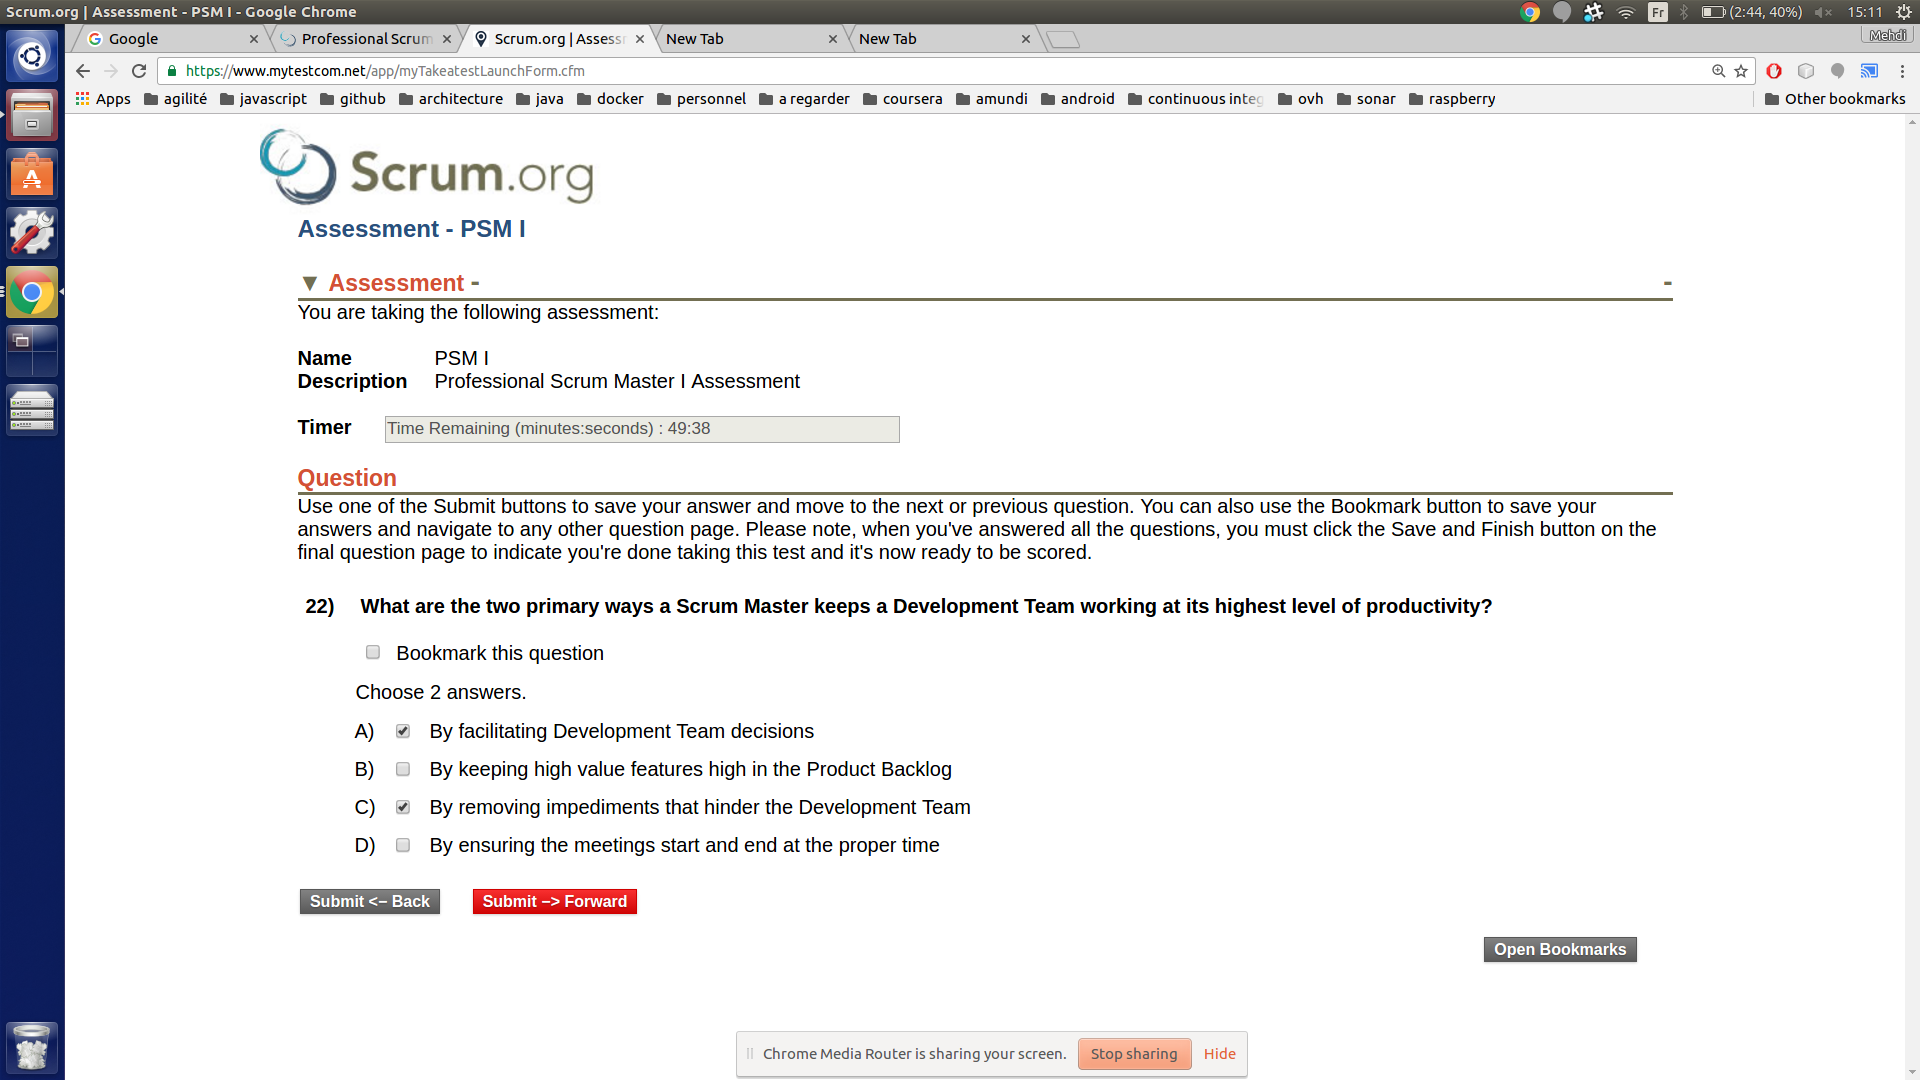 Scrum.org | Assessment - PSM I - Google Chrome
Fr
(2:44, 40%)
15:11
Google
Professional Scrum
Scrum.org | Assess
New Tab
New Tab
Mehdi
https://www.mytestcom.net/app/myTakeatestLaunchForm.cfm
Apps agilité javascript github architecture java docker personnel a regarder coursera amundi android continuous integ ovh sonar raspberry Other bookmarks
Scrum.org
Assessment - PSM I
▼ Assessment - -
You are taking the following assessment:
Name PSM I
Description Professional Scrum Master I Assessment
Timer Time Remaining (minutes:seconds) : 49:38
Question
Use one of the Submit buttons to save your answer and move to the next or previous question. You can also use the Bookmark button to save your
answers and navigate to any other question page. Please note, when you've answered all the questions, you must click the Save and Finish button on the
final question page to indicate you're done taking this test and it's now ready to be scored.
22) What are the two primary ways a Scrum Master keeps a Development Team working at its highest level of productivity?
Bookmark this question
Choose 2 answers.
A) By facilitating Development Team decisions
B) By keeping high value features high in the Product Backlog
C) By removing impediments that hinder the Development Team
D) By ensuring the meetings start and end at the proper time
Submit <– Back Submit –> Forward
Open Bookmarks
Chrome Media Router is sharing your screen. Stop sharing Hide